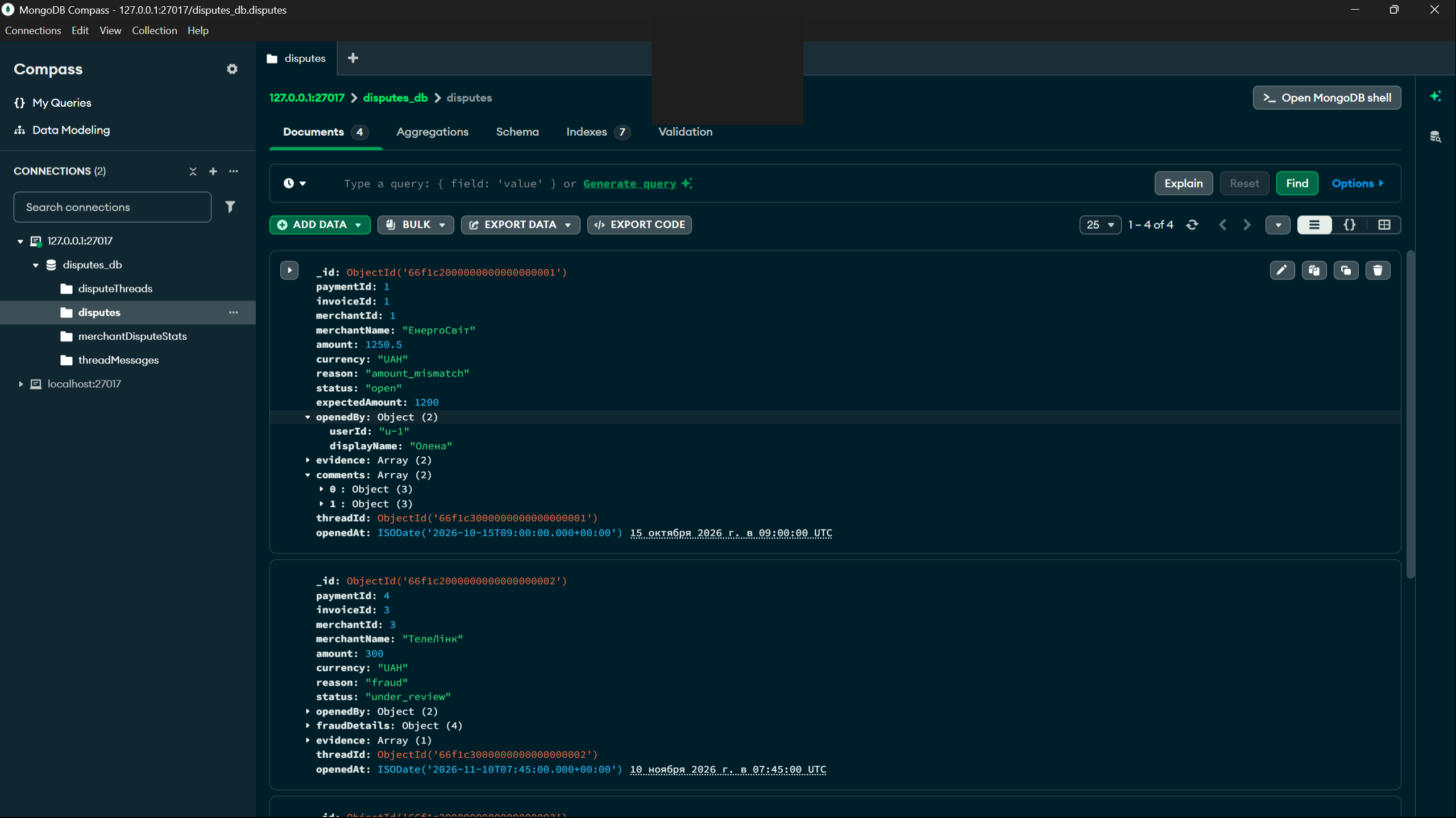 MongoDB Compass - 127.0.0.1:27017/disputes_db.disputes
Connections Edit View Collection Help
Compass
{} My Queries
Data Modeling
CONNECTIONS (2)
Search connections
127.0.0.1:27017
disputes_db
disputeThreads
disputes
merchantDisputeStats
threadMessages
localhost:27017
disputes
127.0.0.1:27017 > disputes_db > disputes
>_ Open MongoDB shell
Documents 4 Aggregations Schema Indexes 7 Validation
Type a query: { field: 'value' } or Generate query
Explain Reset Find Options
ADD DATA BULK EXPORT DATA </> EXPORT CODE
25 1 – 4 of 4 {}
_id: ObjectId('66f1c2000000000000000001')
paymentId: 1
invoiceId: 1
merchantId: 1
merchantName: "ЕнергоСвіт"
amount: 1250.5
currency: "UAH"
reason: "amount_mismatch"
status: "open"
expectedAmount: 1200
openedBy: Object (2)
userId: "u-1"
displayName: "Олена"
evidence: Array (2)
comments: Array (2)
0: Object (3)
1: Object (3)
threadId: ObjectId('66f1c3000000000000000001')
openedAt: ISODate('2026-10-15T09:00:00.000+00:00') 15 октября 2026 г. в 09:00:00 UTC
_id: ObjectId('66f1c2000000000000000002')
paymentId: 4
invoiceId: 3
merchantId: 3
merchantName: "ТелеЛінк"
amount: 300
currency: "UAH"
reason: "fraud"
status: "under_review"
openedBy: Object (2)
fraudDetails: Object (4)
evidence: Array (1)
threadId: ObjectId('66f1c3000000000000000002')
openedAt: ISODate('2026-11-10T07:45:00.000+00:00') 10 ноября 2026 г. в 07:45:00 UTC